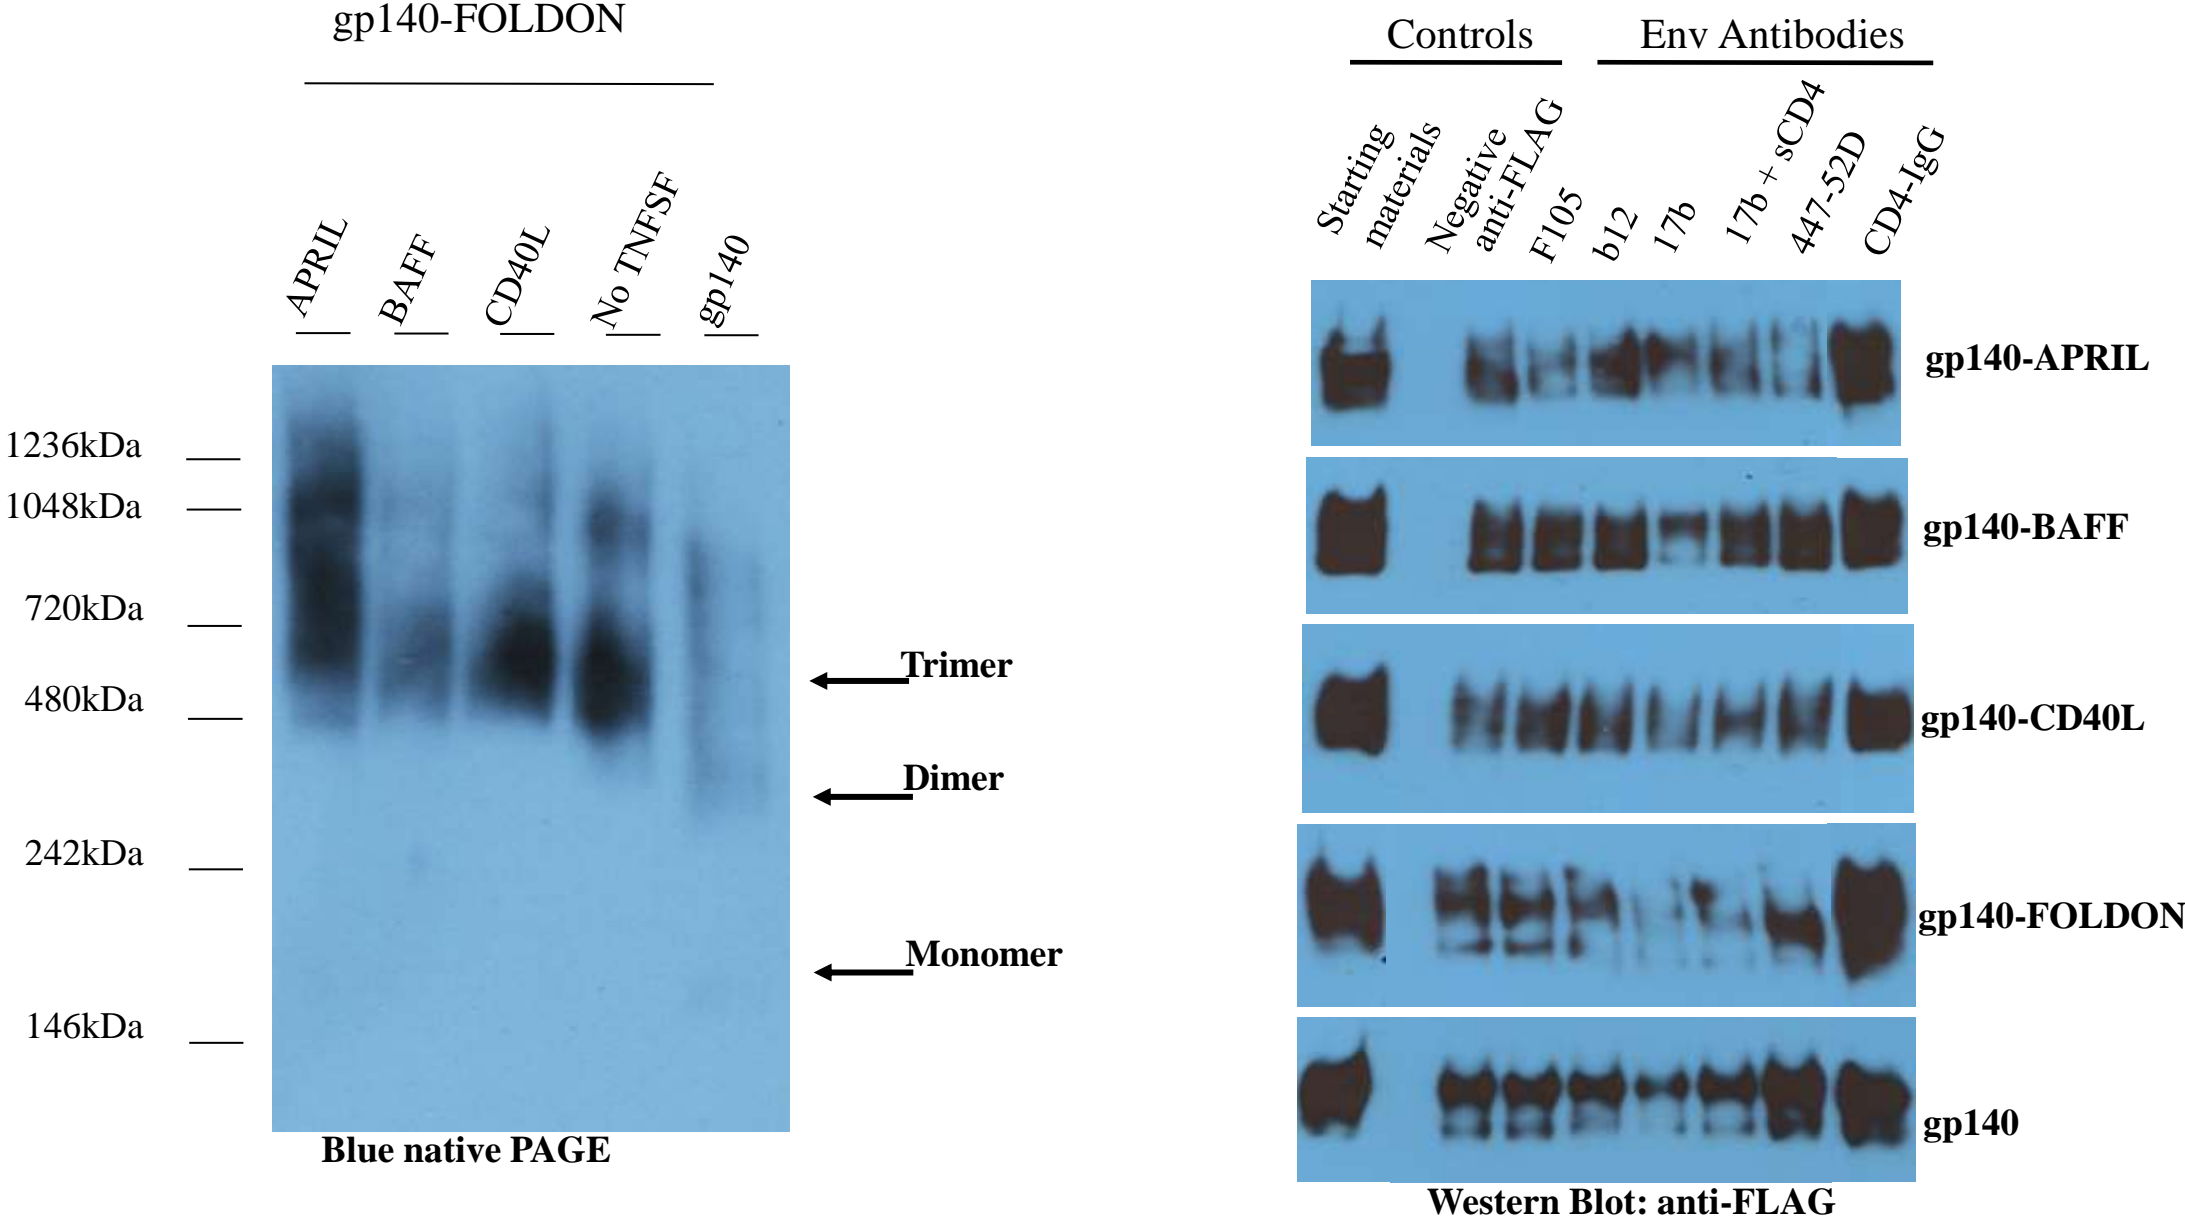 gp140-FOLDON
APRIL
BAFF
CD40L
No TNFSF
gp140
1236kDa
1048kDa
720kDa
480kDa
242kDa
146kDa
Trimer
Dimer
Monomer
Blue native PAGE
Controls
Env Antibodies
Starting
materials
Negative
anti-FLAG
F105
b12
17b
17b + sCD4
447-52D
CD4-IgG
gp140-APRIL
gp140-BAFF
gp140-CD40L
gp140-FOLDON
gp140
Western Blot: anti-FLAG